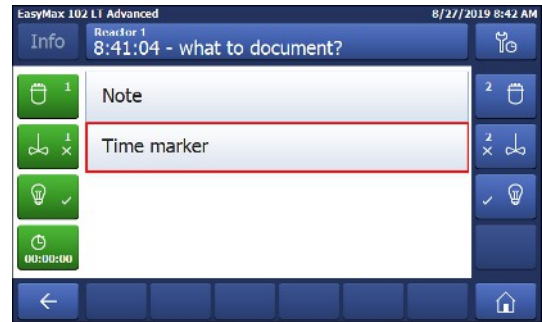 EasyMax 102 LT Advanced 8/27/2019 8:42 AM
Info
Reactor 1
8:41:04 - what to document?
1
Note
2
1
Time marker
2
00:00:00